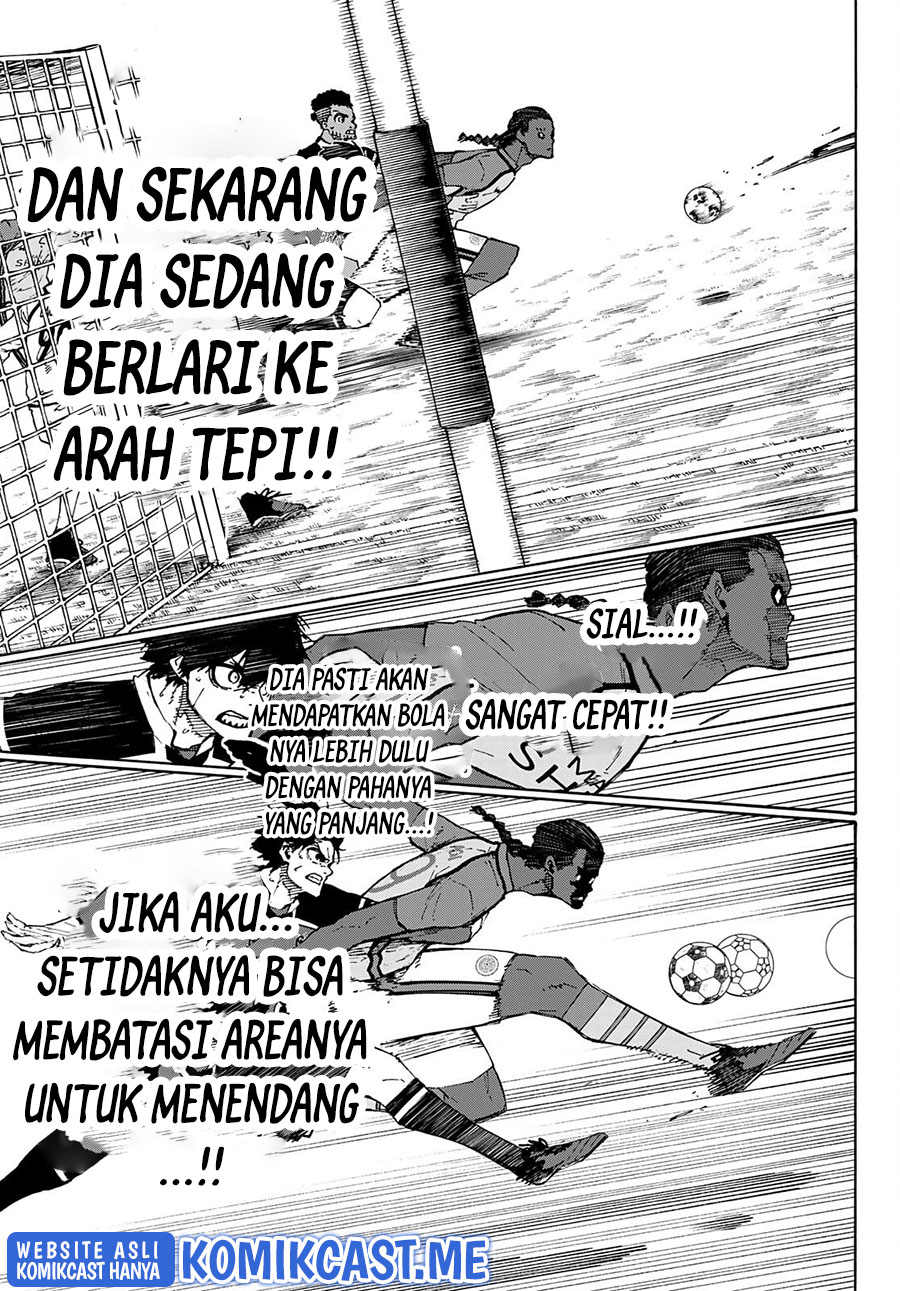 DAN SEKARANG
DIA SEDANG
BERLARI KE
ARAH TEPI!!
SIAL...!!
SANGAT CEPAT!!
DIA PASTI AKAN
MENDAPATKAN BOLA
NYA LEBIH DULU
DENGAN PAHANYA
YANG PANJANG...!
JIKA AKU...
SETIDAKNYA BISA
MEMBATASI AREANYA
UNTUK MENENDANG
...!!
WEBSITE ASLI
KOMIKCAST HANYA
KOMIKCAST.ME